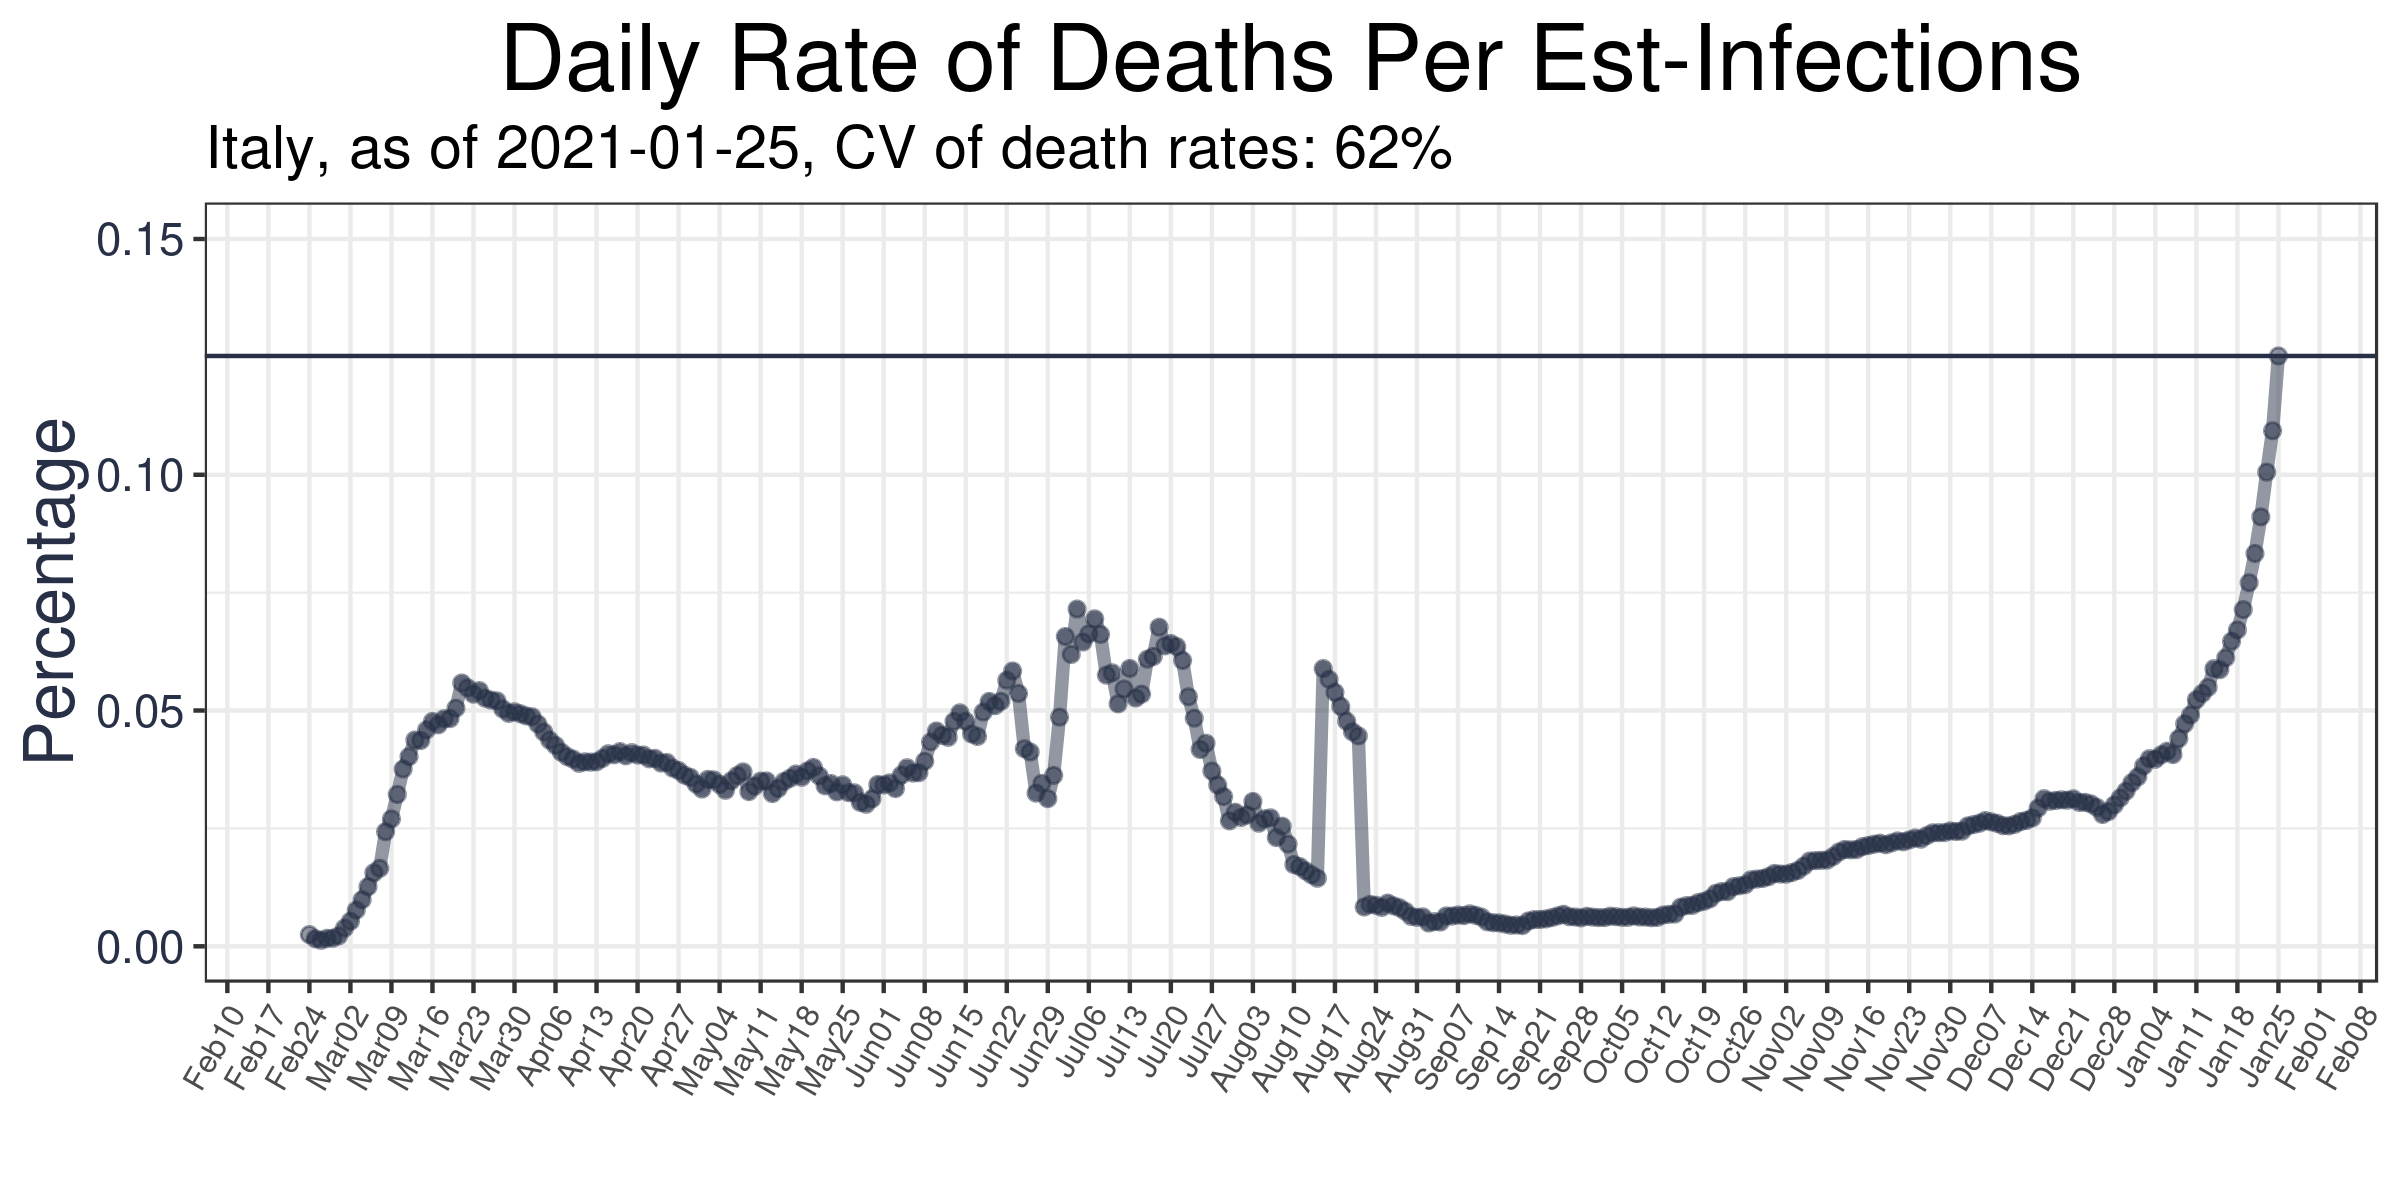 Daily Rate of Deaths Per Est-Infections
Italy, as of 2021-01-25, CV of death rates: 62%
Percentage
0.15
0.10
0.05
0.00
Feb10 Feb17 Feb24 Mar02 Mar09 Mar16 Mar23 Mar30 Apr06 Apr13 Apr20 Apr27 May04 May11 May18 May25 Jun01 Jun08 Jun15 Jun22 Jun29 Jul06 Jul13 Jul20 Jul27 Aug03 Aug10 Aug17 Aug24 Aug31 Sep07 Sep14 Sep21 Sep28 Oct05 Oct12 Oct19 Oct26 Nov02 Nov09 Nov16 Nov23 Nov30 Dec07 Dec14 Dec21 Dec28 Jan04 Jan11 Jan18 Jan25 Feb01 Feb08